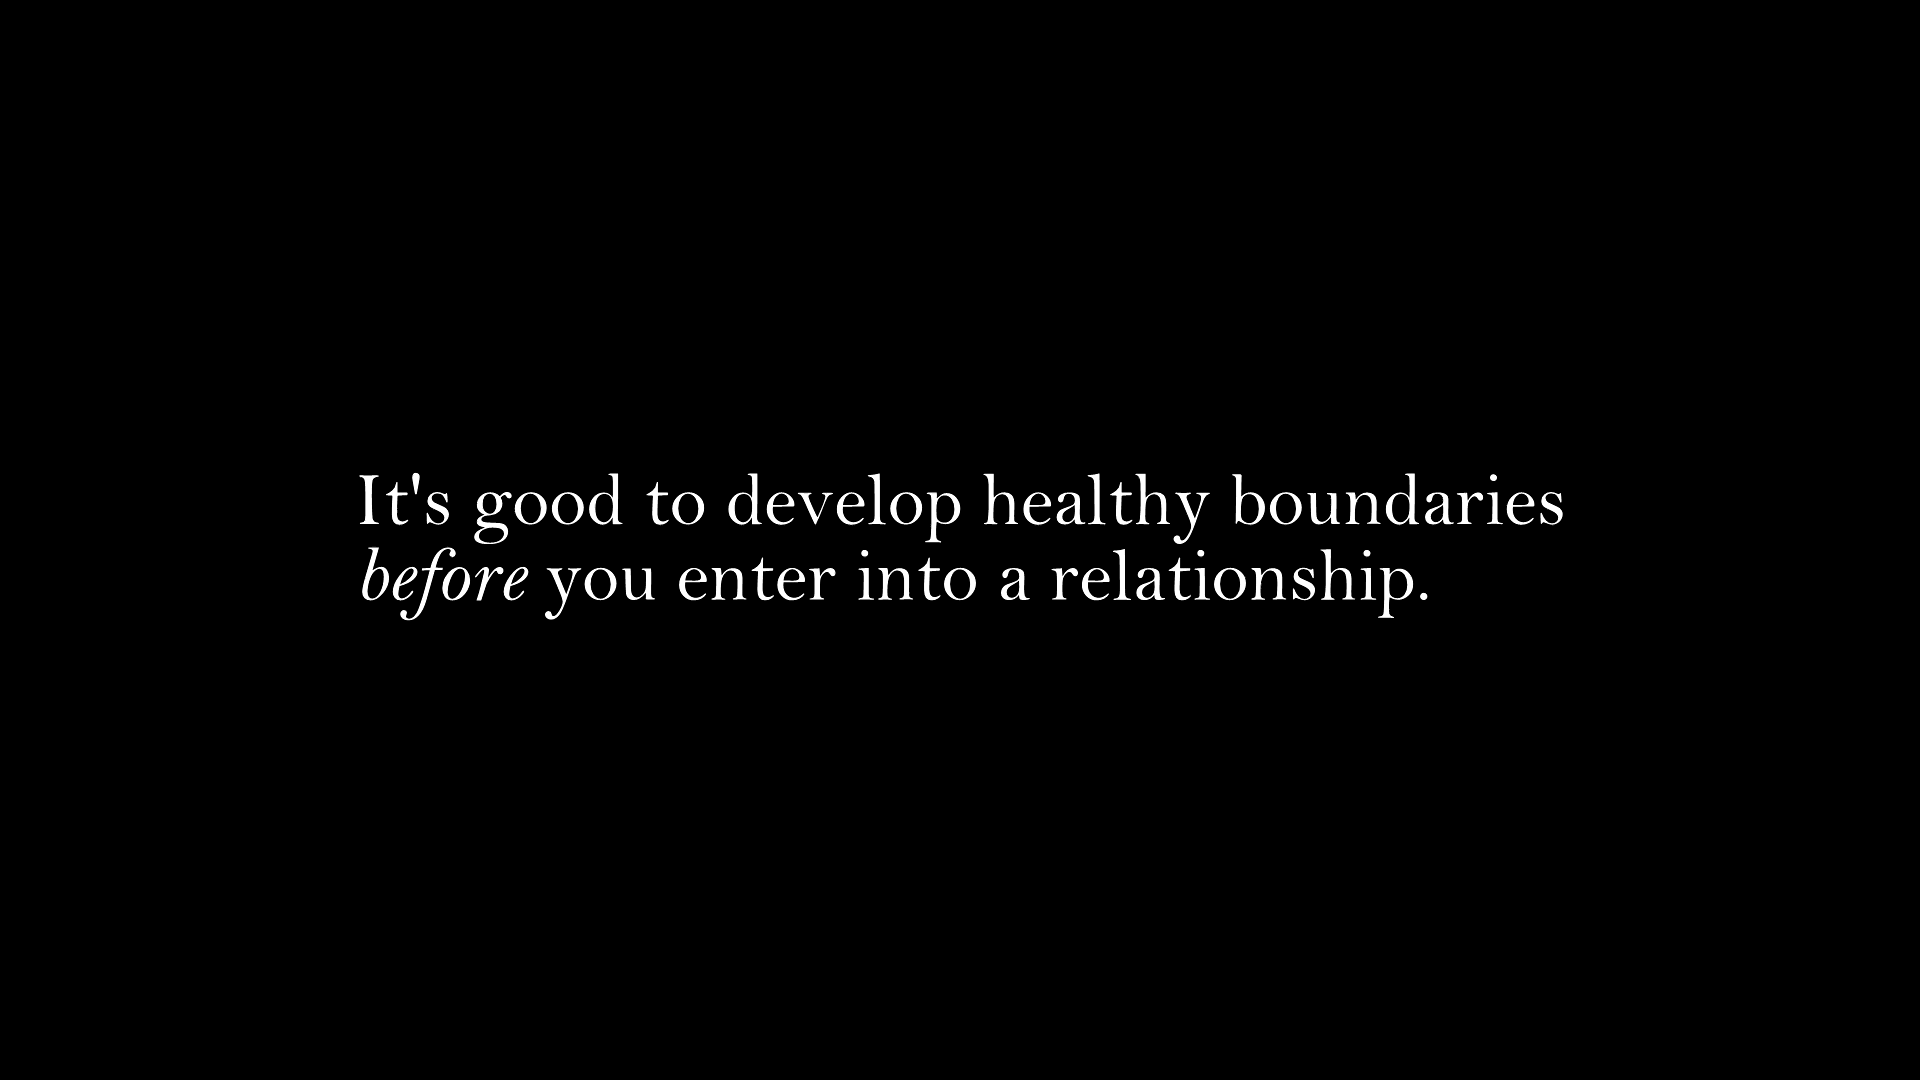 It's good to develop healthy boundaries
before you enter into a relationship.